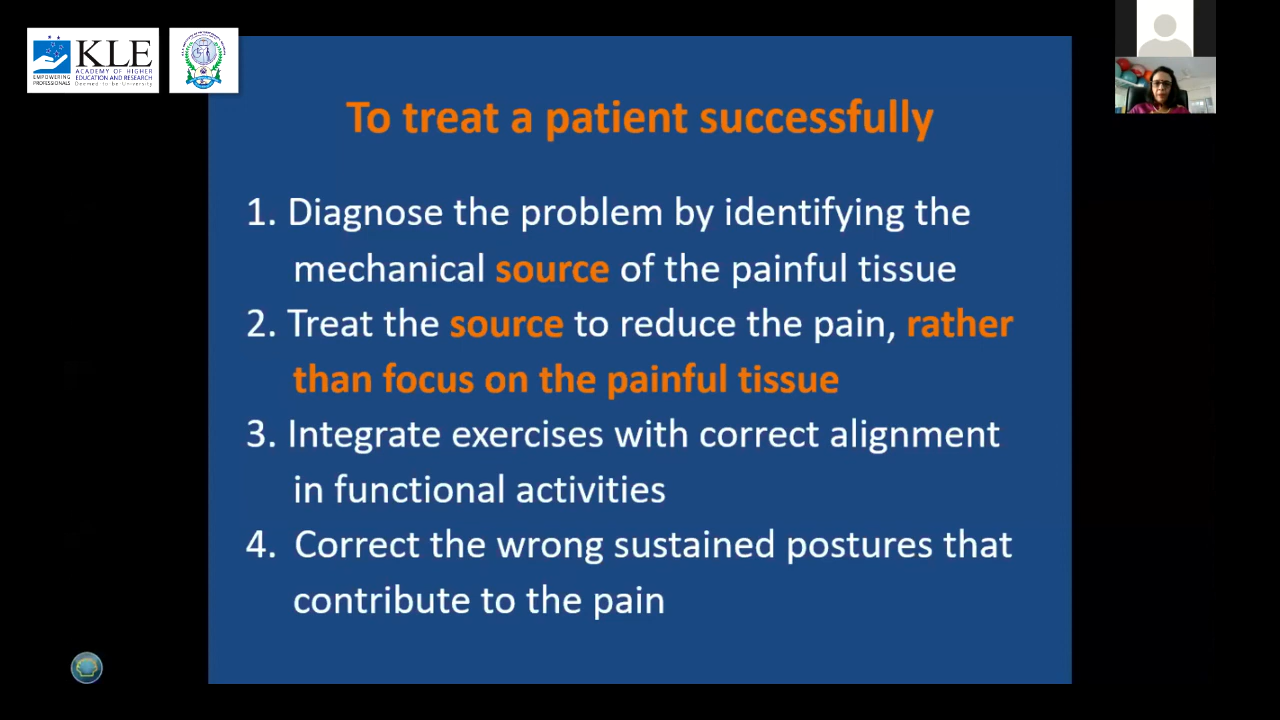 KLE
ACADEMY OF HIGHER
EDUCATION AND RESEARCH
Deemed-to-be-University
EMPOWERING
PROFESSIONALS
To treat a patient successfully
1. Diagnose the problem by identifying the
mechanical source of the painful tissue
2. Treat the source to reduce the pain, rather
than focus on the painful tissue
3. Integrate exercises with correct alignment
in functional activities
4. Correct the wrong sustained postures that
contribute to the pain